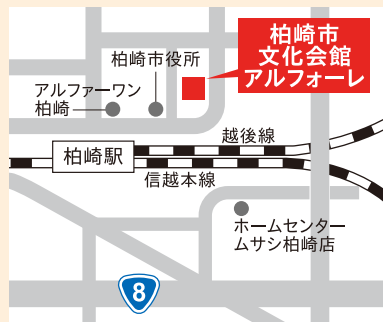 柏崎市
文化会館
アルフォーレ
柏崎市役所
アルファーワン
柏崎
越後線
柏崎駅
信越本線
ホームセンター
ムサシ柏崎店
8